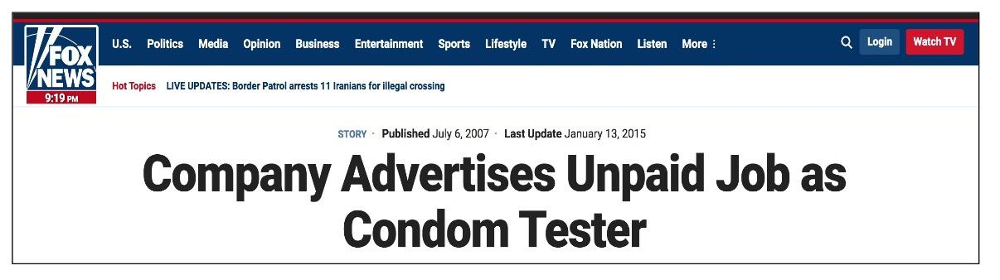 FOX
NEWS
9:19 PM
U.S. Politics Media Opinion Business Entertainment Sports Lifestyle TV Fox Nation Listen More ⋮
Login Watch TV
Hot Topics LIVE UPDATES: Border Patrol arrests 11 Iranians for illegal crossing
STORY · Published July 6, 2007 · Last Update January 13, 2015
Company Advertises Unpaid Job as
Condom Tester